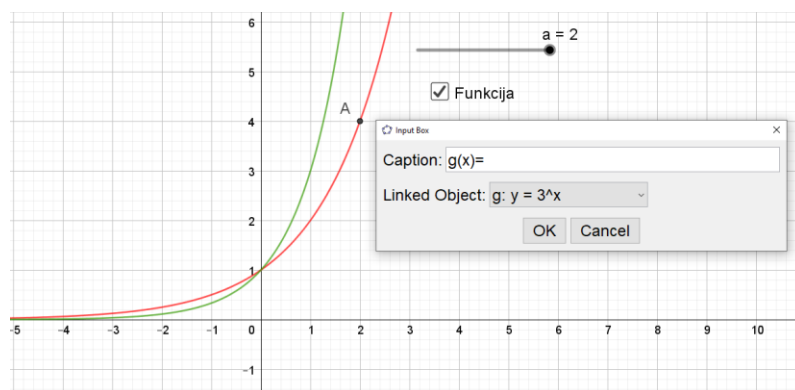 6
a = 2
5
Funkcija
A
4
Input Box
Caption: g(x)=
3
Linked Object: g: y = 3^x
2
OK Cancel
1
-5 -4 -3 -2 -1 0 1 2 3 4 5 6 7 8 9 10
-1